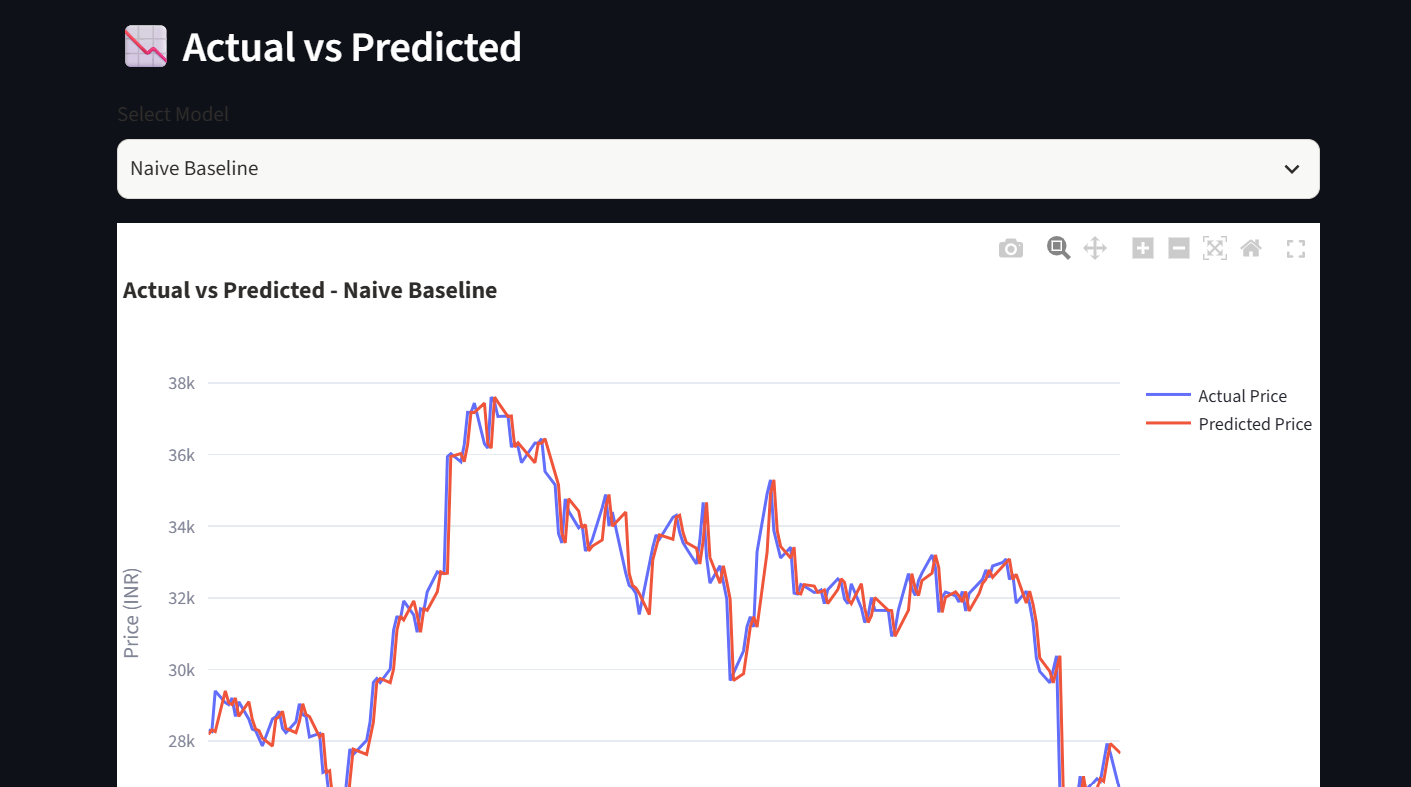 Actual vs Predicted
Select Model
Naive Baseline
Actual vs Predicted - Naive Baseline
38k
36k
34k
32k
30k
28k
Price (INR)
Actual Price
Predicted Price